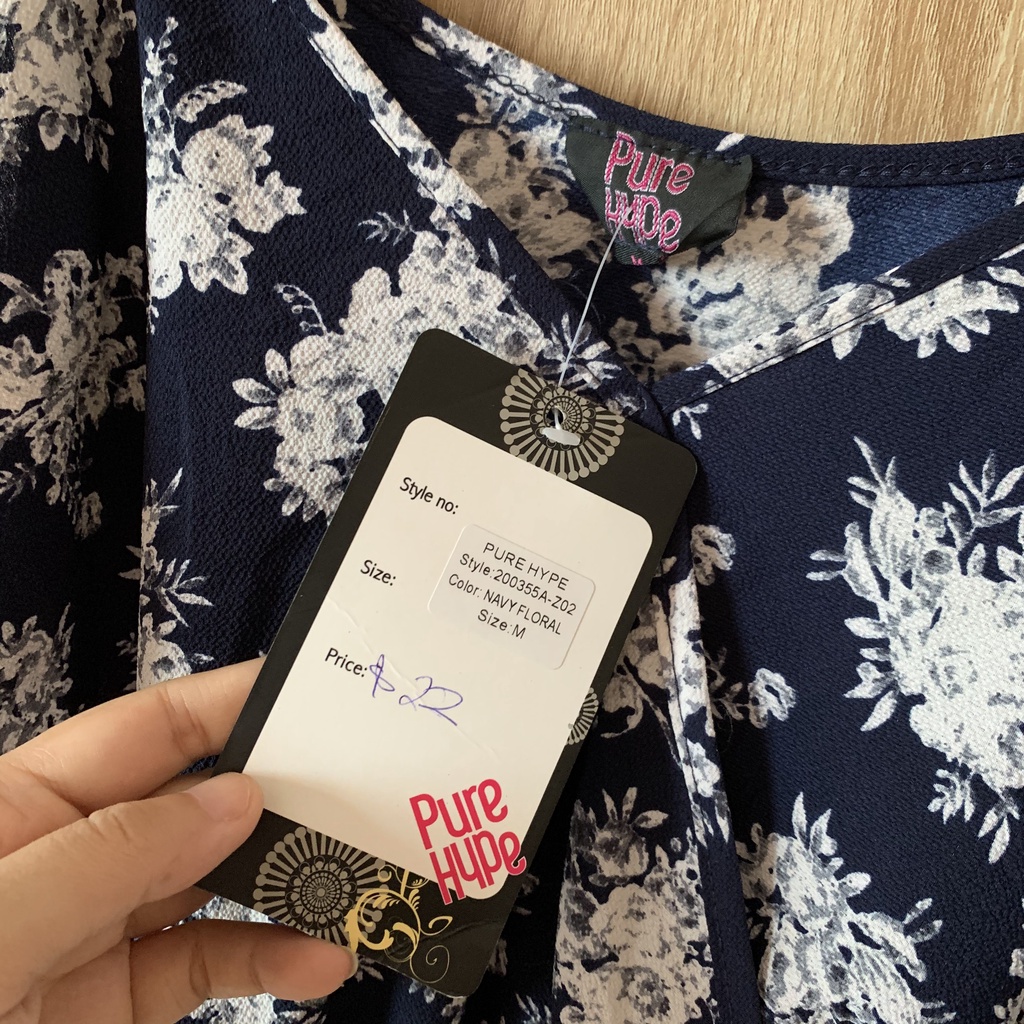 Pure
Hype
M
Style no:
PURE HYPE
Style:200355A-Z02
Color: NAVY FLORAL
Size:M
Size:
Price: $22
Pure
Hype